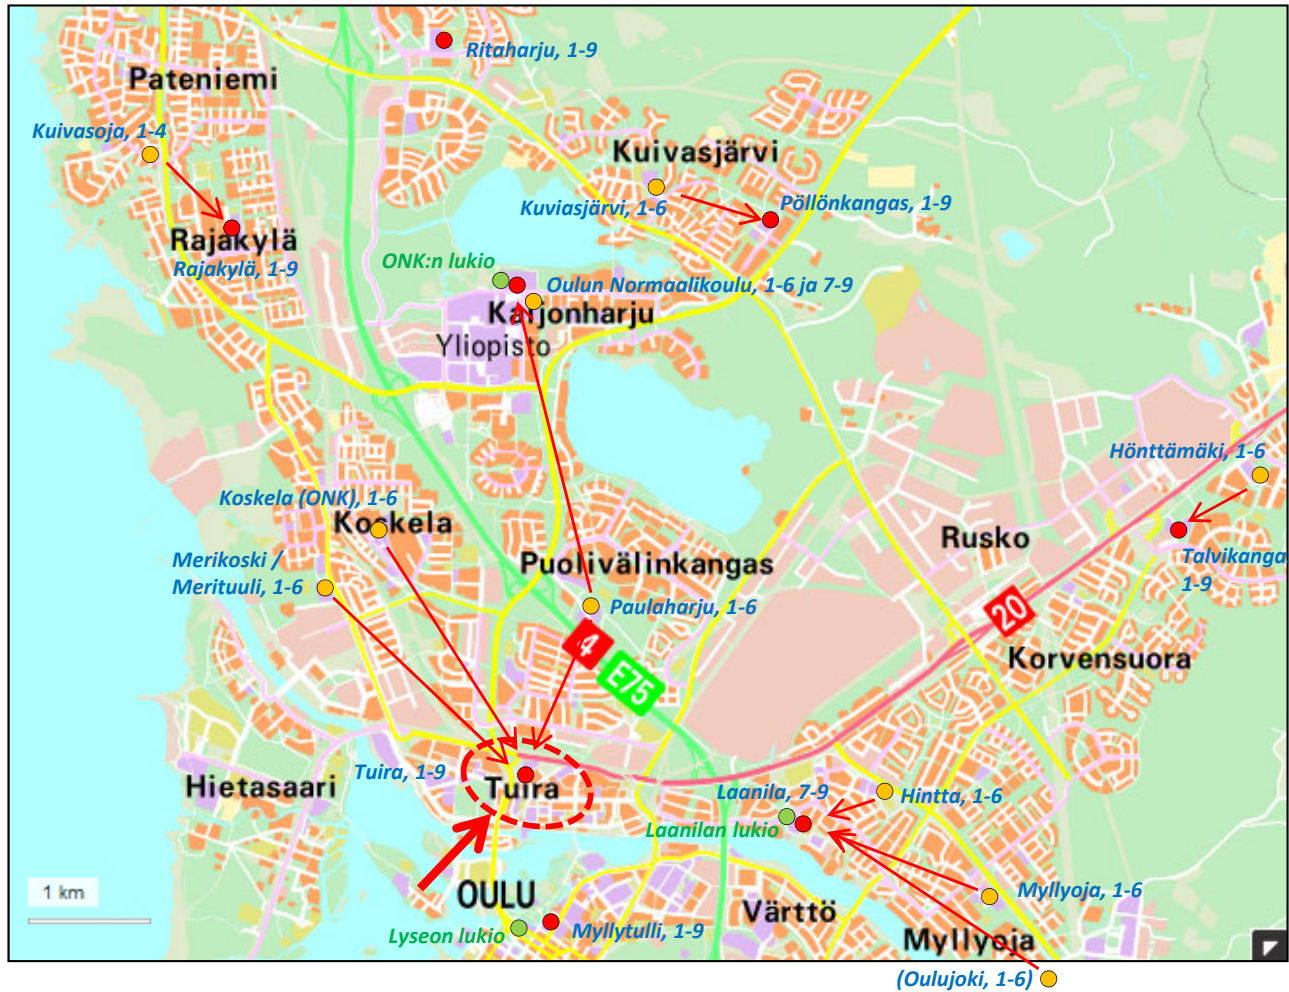 Ritaharju, 1-9
Pateniemi
Kuivasoja, 1-4
Kuivasjärvi
Kuviasjärvi, 1-6
Pöllönkangas, 1-9
Rajakylä
Rajakylä, 1-9
ONK:n lukio
Oulun Normaalikoulu, 1-6 ja 7-9
Kaijonharju
Yliopisto
Hönttämäki, 1-6
Koskela (ONK), 1-6
Koskela
Rusko
Talvikanga
1-9
Merikoski /
Merituuli, 1-6
Puolivälinkangas
Paulaharju, 1-6
20
4
E75
Korvensuora
Tuira, 1-9
Tuira
Hietasaari
Laanila, 7-9
Hintta, 1-6
Laanilan lukio
1 km
OULU
Myllyoja, 1-6
Värttö
Lyseon lukio
Myllytulli, 1-9
Myllyoja
(Oulujoki, 1-6)